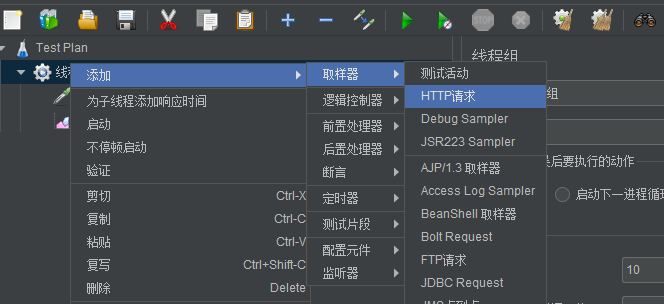 Test Plan
线程
线程组
添加
取样器
测试活动
为子线程添加响应时间
逻辑控制器
HTTP请求
组
启动
前置处理器
Debug Sampler
不停顿启动
后置处理器
JSR223 Sampler
验证
断言
AJP/1.3 取样器
是后要执行的动作
剪切 Ctrl-X
定时器
Access Log Sampler
启动下一进程循环
复制 Ctrl-C
测试片段
BeanShell 取样器
粘贴 Ctrl-V
配置元件
Bolt Request
复写 Ctrl+Shift-C
监听器
FTP请求
10
删除 Delete
JDBC Request